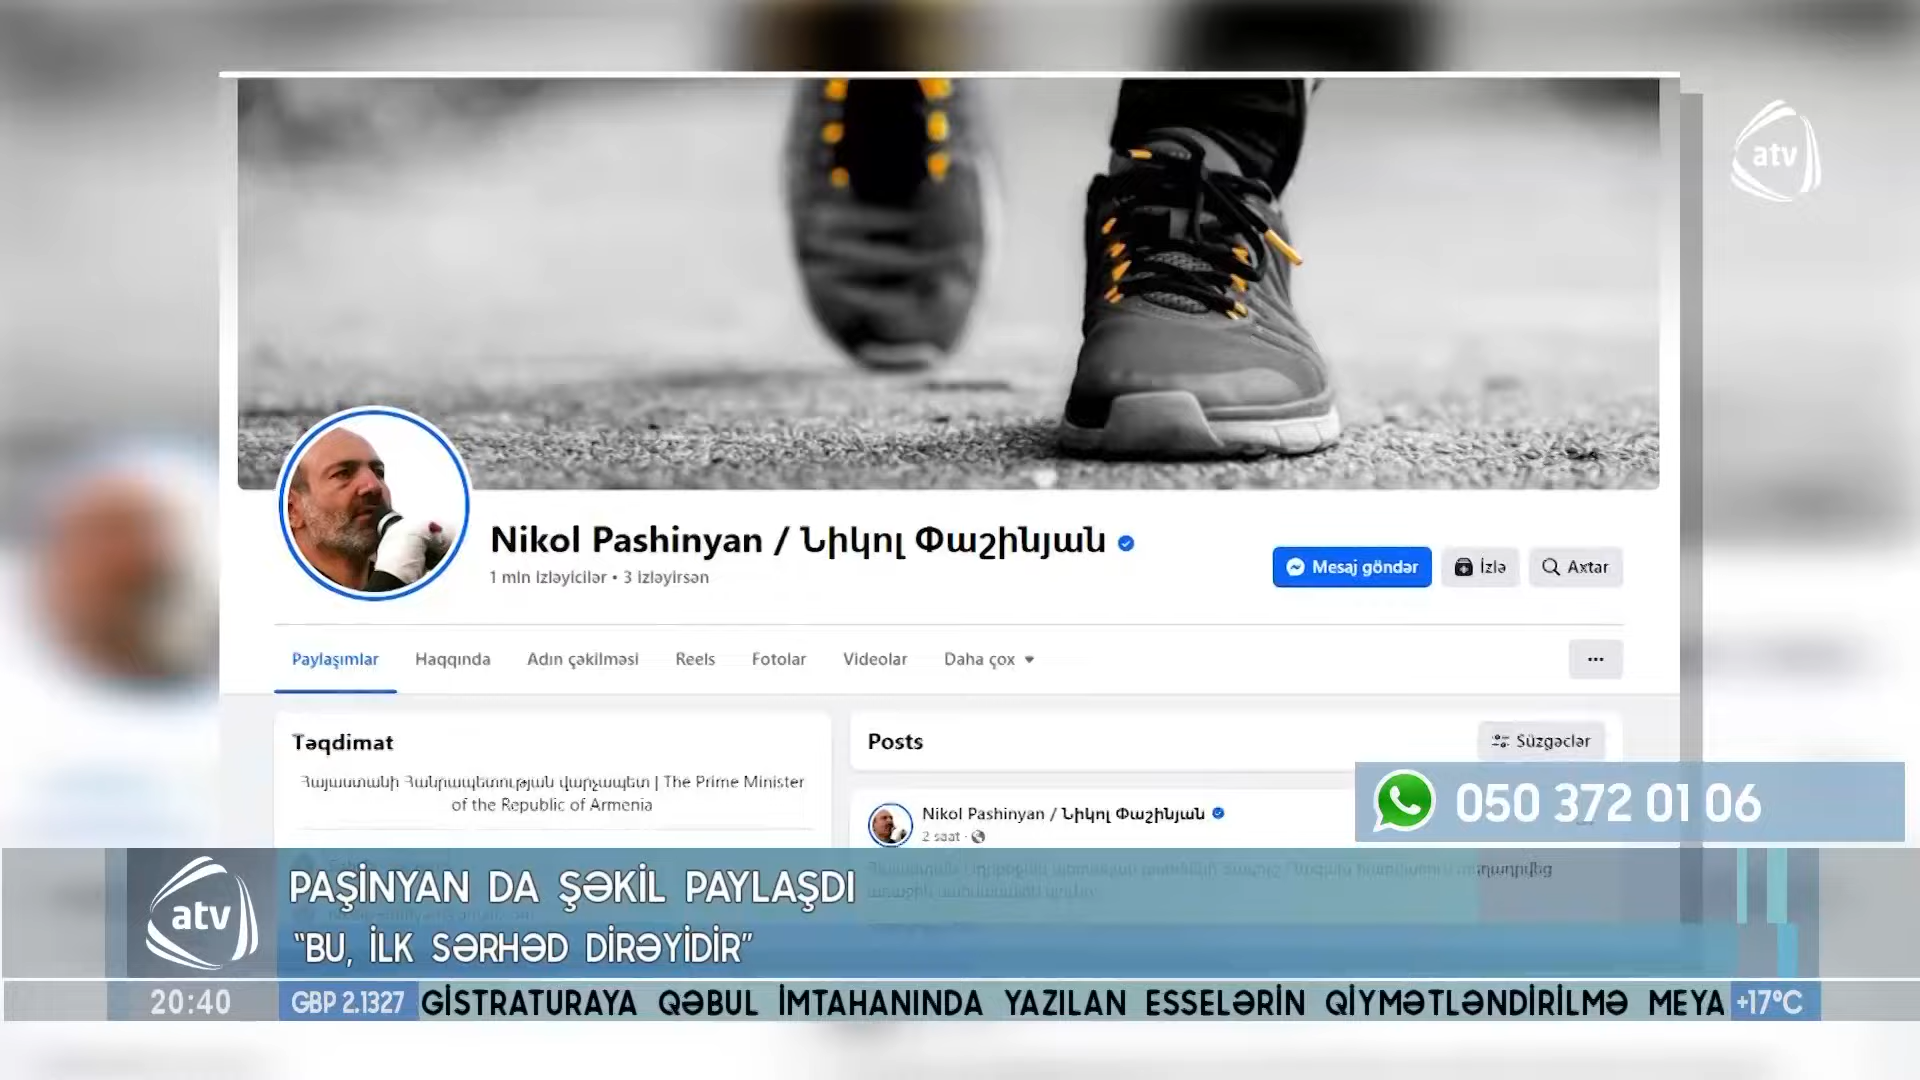 atv
Nikol Pashinyan / Նիկոլ Փաշինյան
1 min izləyicilər • 3 izləyirsən
Mesaj göndər
İzlə
Axtar
Paylaşımlar
Haqqında
Adın çəkilməsi
Reels
Fotolar
Videolar
Daha çox
Təqdimat
Հայաստանի Հանրապետության վարչապետ | The Prime Minister
of the Republic of Armenia
Posts
Süzgəclər
Nikol Pashinyan / Նիկոլ Փաշինյան
2 saat
050 372 01 06
atv
PAŞİNYAN DA ŞƏKİL PAYLAŞDI
"BU, İLK SƏRHƏD DİRƏYİDİR"
20:40
GBP 2.1327
GİSTRATURAYA QƏBUL İMTAHANINDA YAZILAN ESSELƏRİN QİYMƏTLƏNDİRİLMƏ MEYA
+17°C